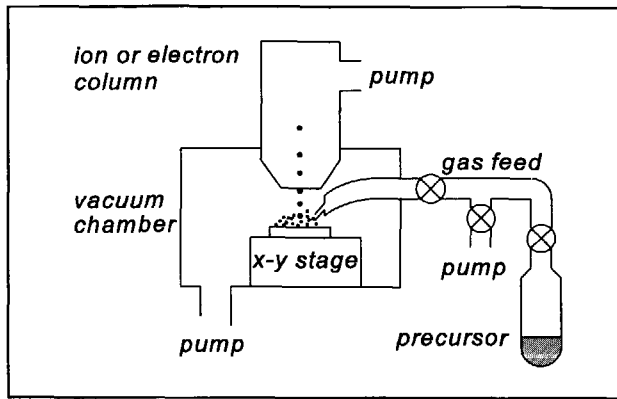 ion or electron
column
pump
gas feed
vacuum
chamber
x-y stage
pump
pump
precursor